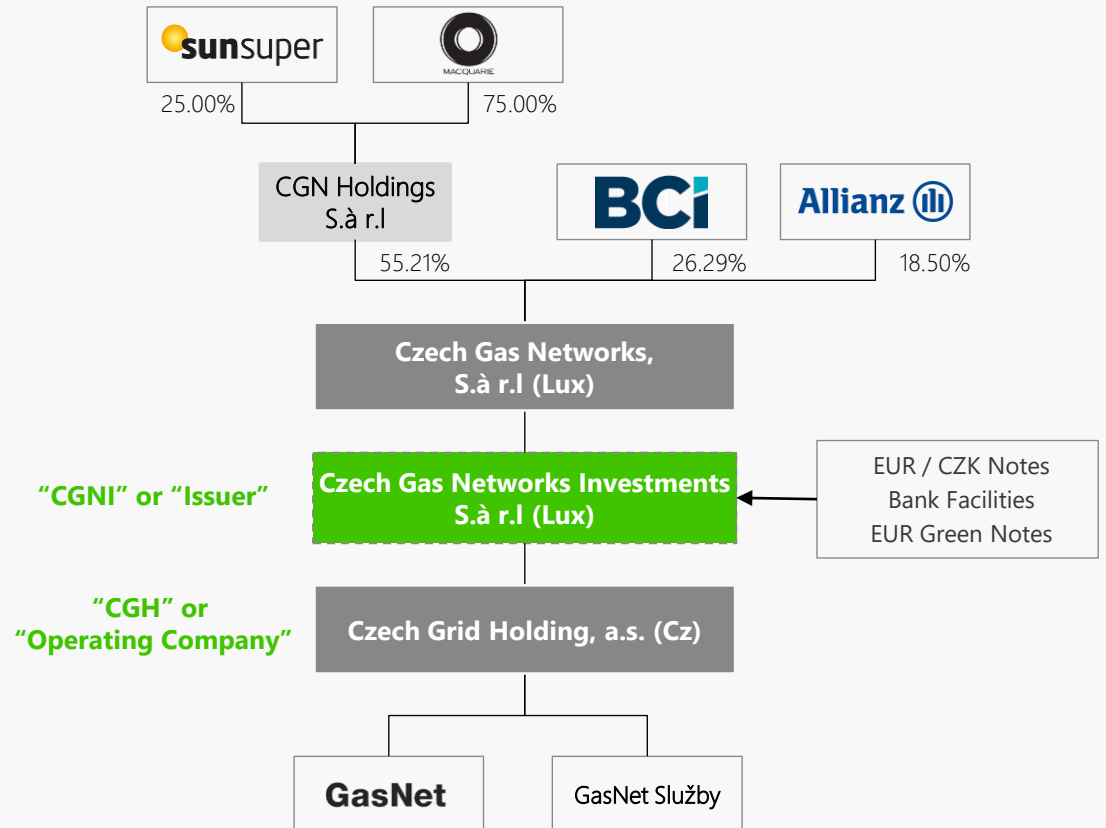 sunsuper
MACQUARIE
25.00%
75.00%
CGN Holdings
S.à r.l
BCi
Allianz
55.21%
26.29%
18.50%
Czech Gas Networks,
S.à r.l (Lux)
“CGNI” or “Issuer”
Czech Gas Networks Investments
S.à r.l (Lux)
EUR / CZK Notes
Bank Facilities
EUR Green Notes
“CGH” or
“Operating Company”
Czech Grid Holding, a.s. (Cz)
GasNet
GasNet Služby